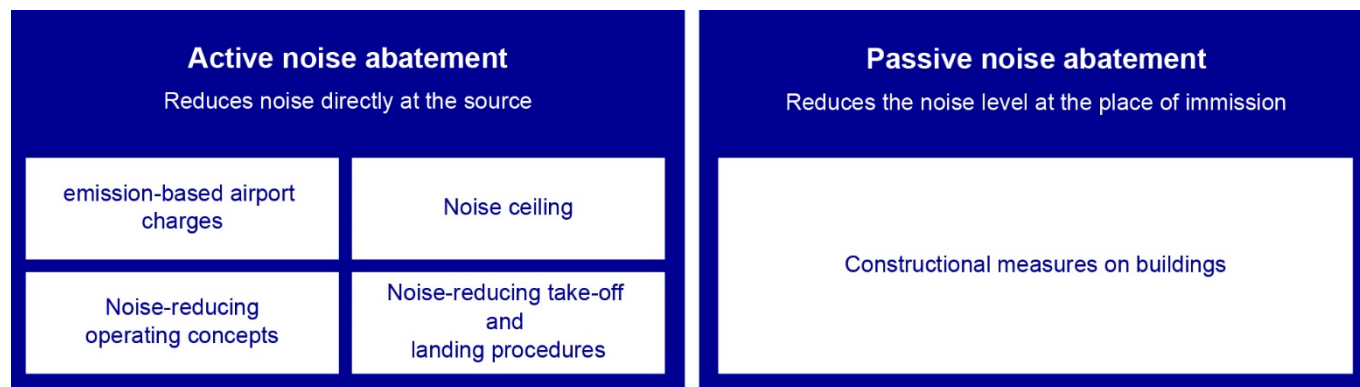 Active noise abatement
Reduces noise directly at the source
emission-based airport
charges
Noise ceiling
Noise-reducing
operating concepts
Noise-reducing take-off
and
landing procedures
Passive noise abatement
Reduces the noise level at the place of immission
Constructional measures on buildings